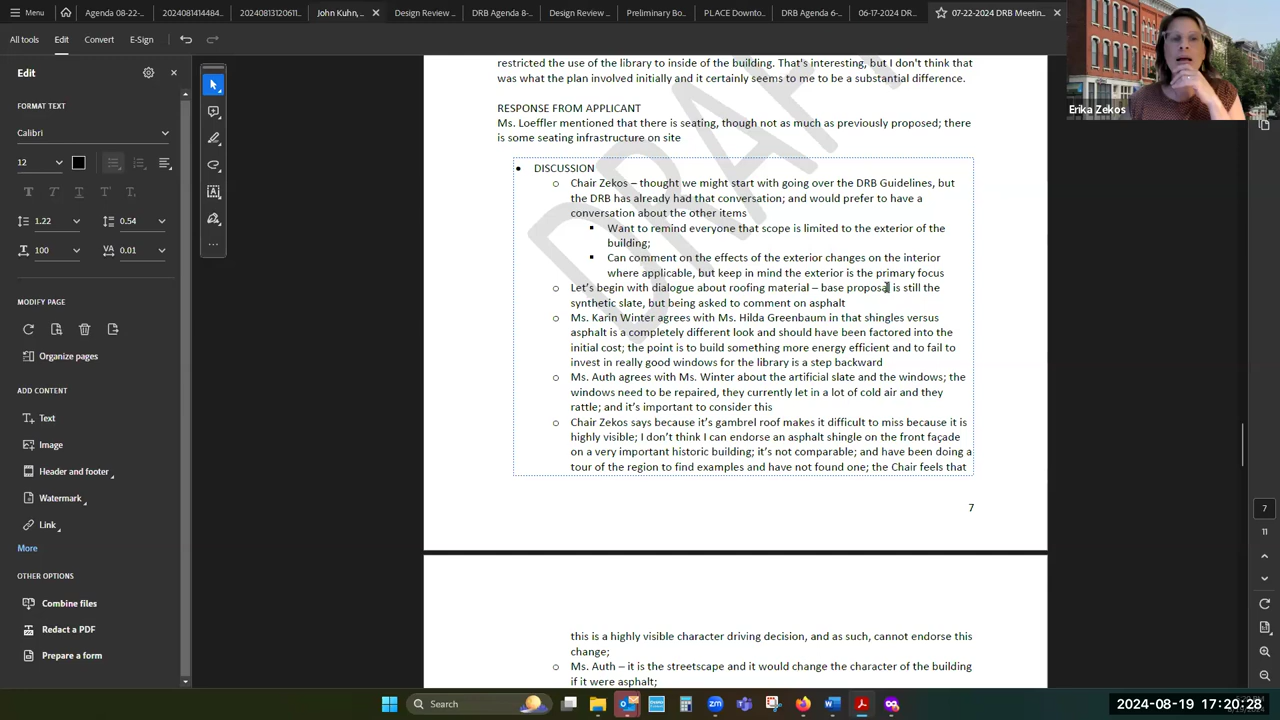 Menu
Agenda 08-22-...
2024081414484...
20240813120611...
John Kuhn,...
Design Review ...
DRB Agenda 8-...
Design Review ...
Preliminary Bo...
PLACE Downto...
DRB Agenda 6-...
06-17-2024 DR...
07-22-2024 DRB Meetin...
All tools
Edit
Convert
E-Sign
Edit
FORMAT TEXT
Calibri
12
1.22
0.54
100
0.01
MODIFY PAGE
Organize pages
ADD CONTENT
Text
Image
Header and footer
Watermark
Link
More
OTHER OPTIONS
Combine files
Redact a PDF
Prepare a form
DRAFT
restricted the use of the library to inside of the building. That's interesting, but I don't think that
was what the plan involved initially and it certainly seems to me to be a substantial difference.
RESPONSE FROM APPLICANT
Ms. Loeffler mentioned that there is seating, though not as much as previously proposed; there
is some seating infrastructure on site
• DISCUSSION
o Chair Zekos – thought we might start with going over the DRB Guidelines, but
the DRB has already had that conversation; and would prefer to have a
conversation about the other items
▪ Want to remind everyone that scope is limited to the exterior of the
building;
▪ Can comment on the effects of the exterior changes on the interior
where applicable, but keep in mind the exterior is the primary focus
o Let's begin with dialogue about roofing material – base proposal is still the
synthetic slate, but being asked to comment on asphalt
o Ms. Karin Winter agrees with Ms. Hilda Greenbaum in that shingles versus
asphalt is a completely different look and should have been factored into the
initial cost; the point is to build something more energy efficient and to fail to
invest in really good windows for the library is a step backward
o Ms. Auth agrees with Ms. Winter about the artificial slate and the windows; the
windows need to be repaired, they currently let in a lot of cold air and they
rattle; and it's important to consider this
o Chair Zekos says because it's gambrel roof makes it difficult to miss because it is
highly visible; I don't think I can endorse an asphalt shingle on the front façade
on a very important historic building; it's not comparable; and have been doing a
tour of the region to find examples and have not found one; the Chair feels that
7
this is a highly visible character driving decision, and as such, cannot endorse this
change;
o Ms. Auth – it is the streetscape and it would change the character of the building
if it were asphalt;
Erika Zekos
7
11
Search
2024-08-19 17:20:28